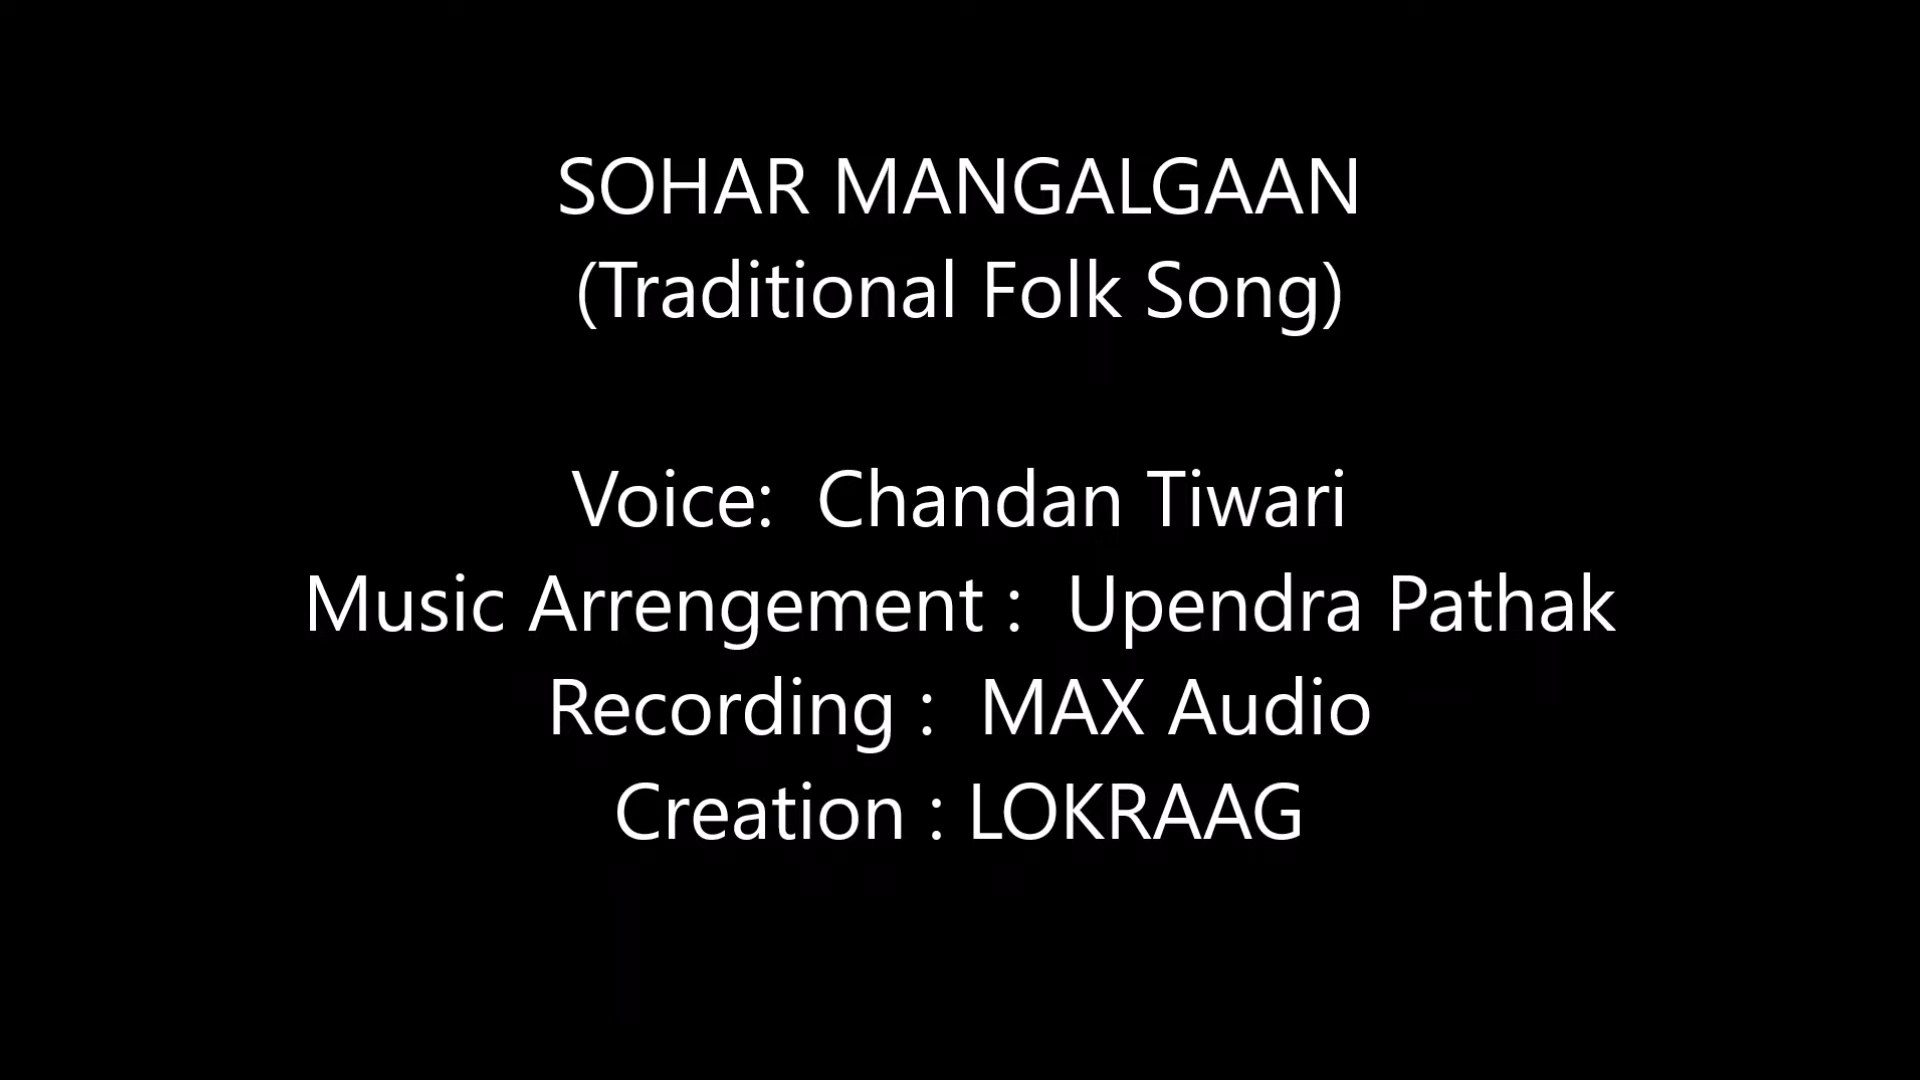 SOHAR MANGALGAAN
(Traditional Folk Song)
Voice:  Chandan Tiwari
Music Arrengement :  Upendra Pathak
Recording :  MAX Audio
Creation : LOKRAAG